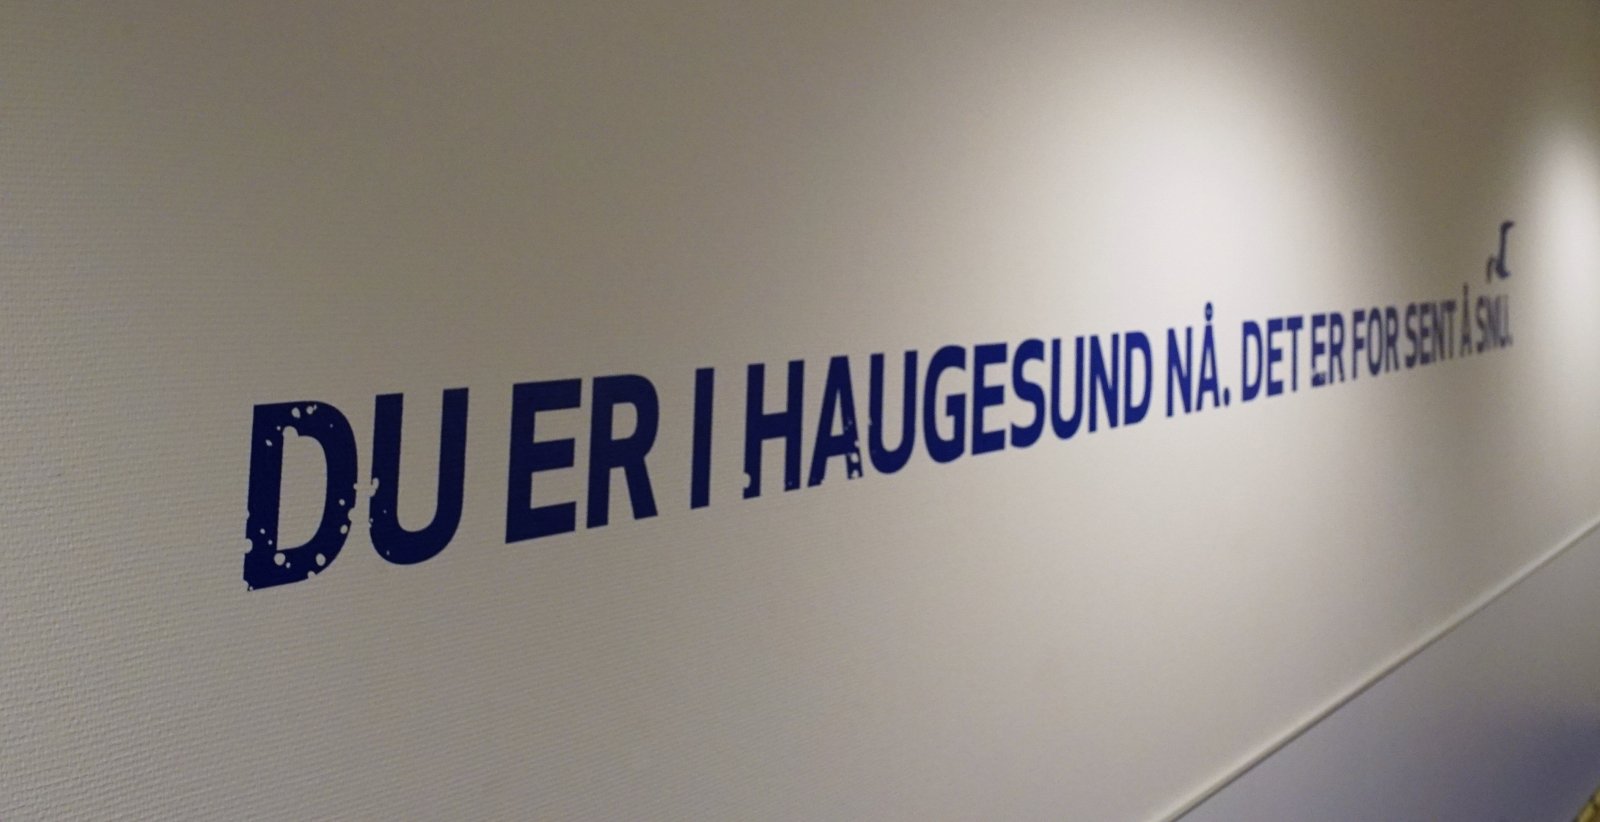 DU ER I HAUGESUND NÅ. DET ER FOR SENT Å SNU.